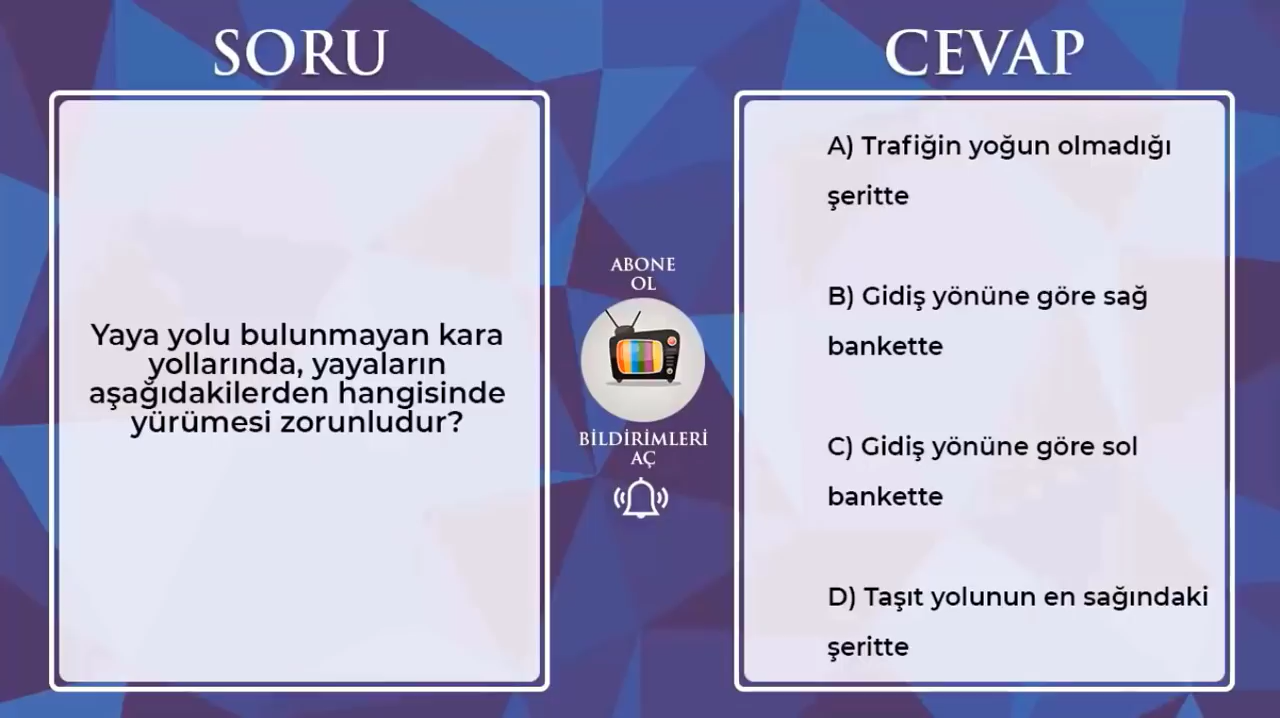 SORU
Yaya yolu bulunmayan kara
yollarında, yayaların
aşağıdakilerden hangisinde
yürümesi zorunludur?
ABONE
OL
BİLDİRİMLERİ
AÇ
CEVAP
A) Trafiğin yoğun olmadığı
şeritte
B) Gidiş yönüne göre sağ
bankette
C) Gidiş yönüne göre sol
bankette
D) Taşıt yolunun en sağındaki
şeritte